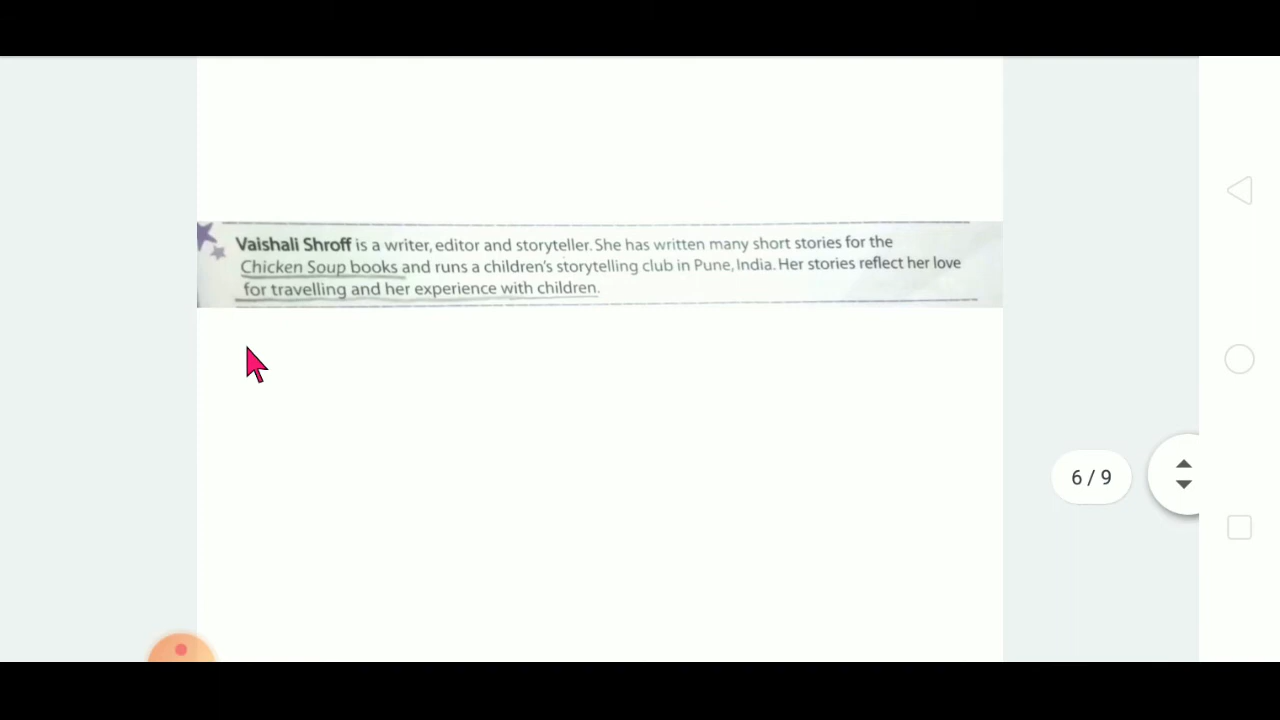 Vaishali Shroff is a writer, editor and storyteller. She has written many short stories for the
Chicken Soup books and runs a children's storytelling club in Pune, India. Her stories reflect her love
for travelling and her experience with children.
6 / 9